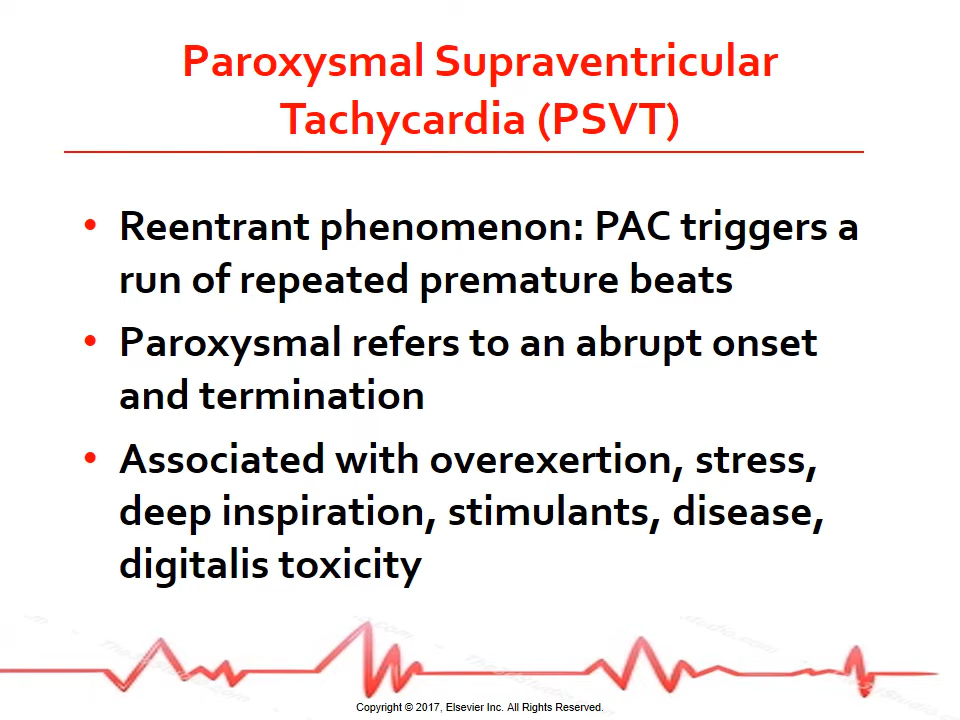 Paroxysmal Supraventricular
Tachycardia (PSVT)
• Reentrant phenomenon: PAC triggers a
run of repeated premature beats
• Paroxysmal refers to an abrupt onset
and termination
• Associated with overexertion, stress,
deep inspiration, stimulants, disease,
digitalis toxicity
Copyright © 2017, Elsevier Inc. All Rights Reserved.